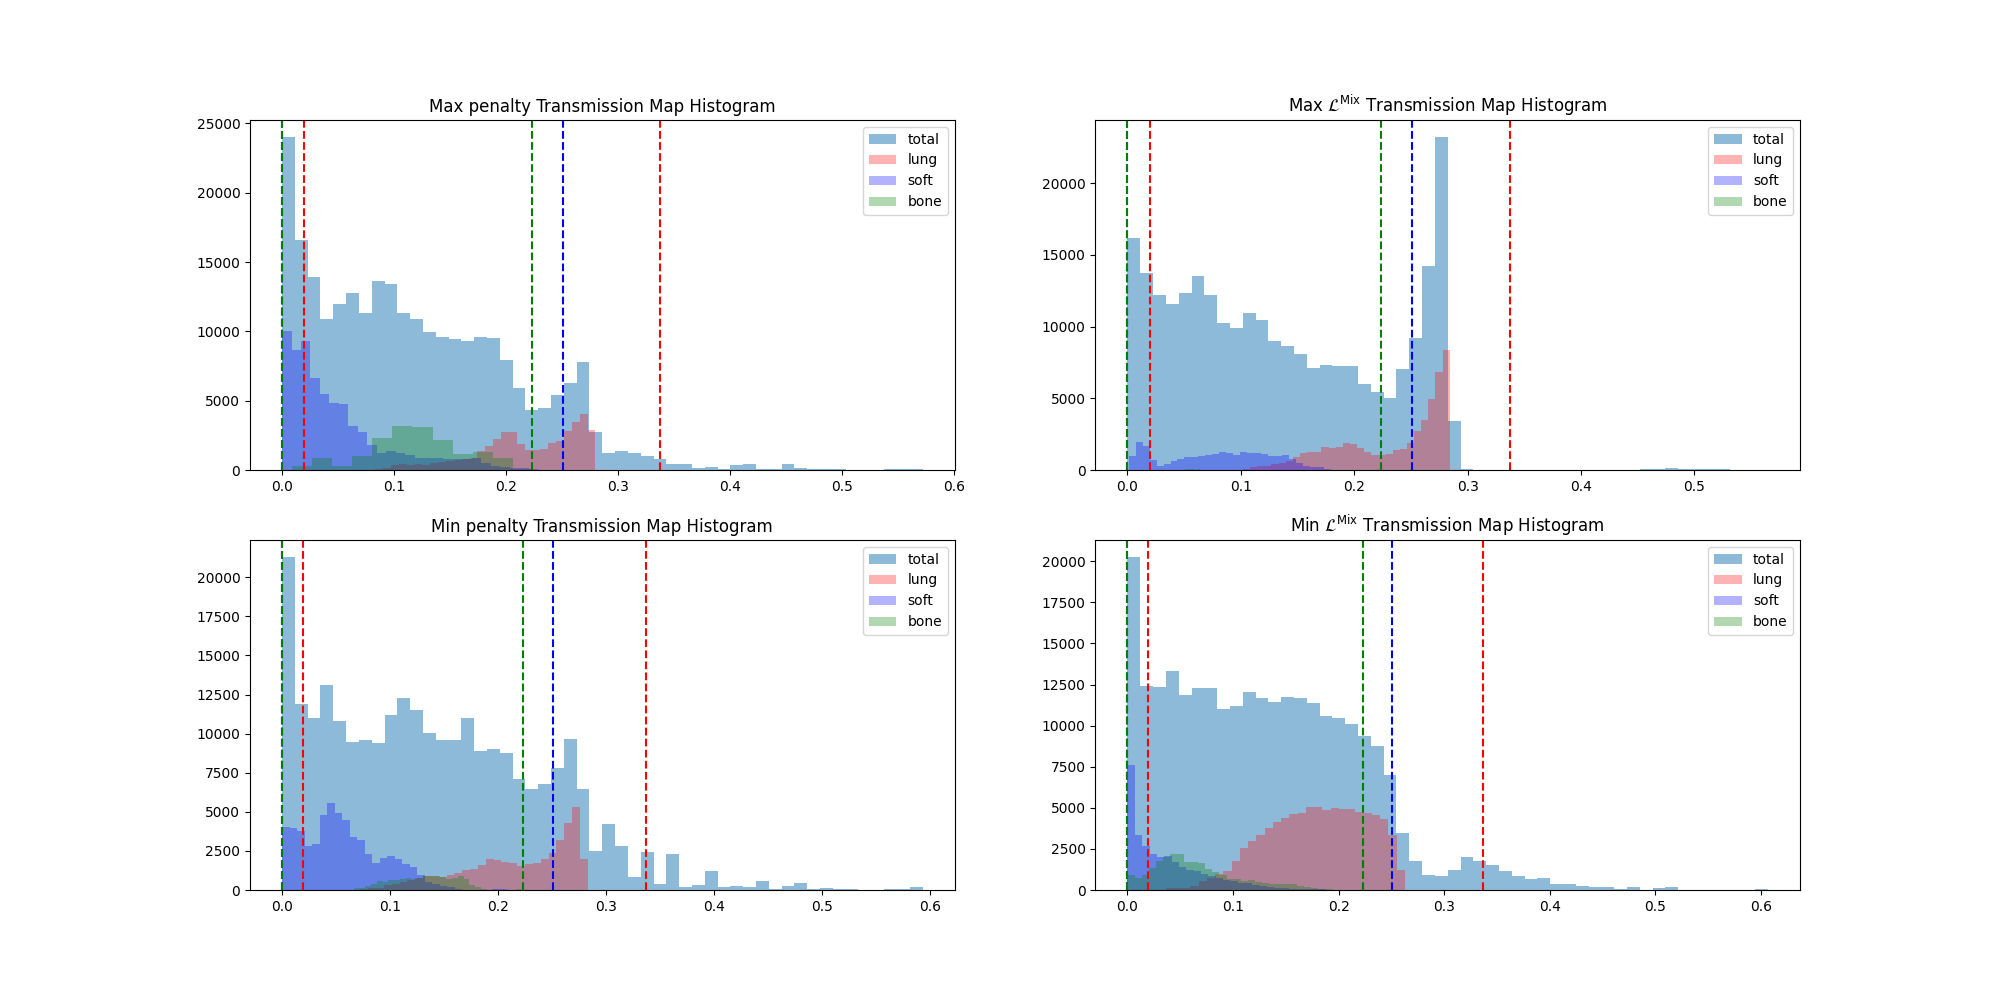 Max penalty Transmission Map Histogram
25000
20000
15000
10000
5000
0
0.0 0.1 0.2 0.3 0.4 0.5 0.6
total
lung
soft
bone
Max ℒ^Mix Transmission Map Histogram
20000
15000
10000
5000
0
0.0 0.1 0.2 0.3 0.4 0.5
total
lung
soft
bone
Min penalty Transmission Map Histogram
20000
17500
15000
12500
10000
7500
5000
2500
0
0.0 0.1 0.2 0.3 0.4 0.5 0.6
total
lung
soft
bone
Min ℒ^Mix Transmission Map Histogram
20000
17500
15000
12500
10000
7500
5000
2500
0
0.0 0.1 0.2 0.3 0.4 0.5 0.6
total
lung
soft
bone